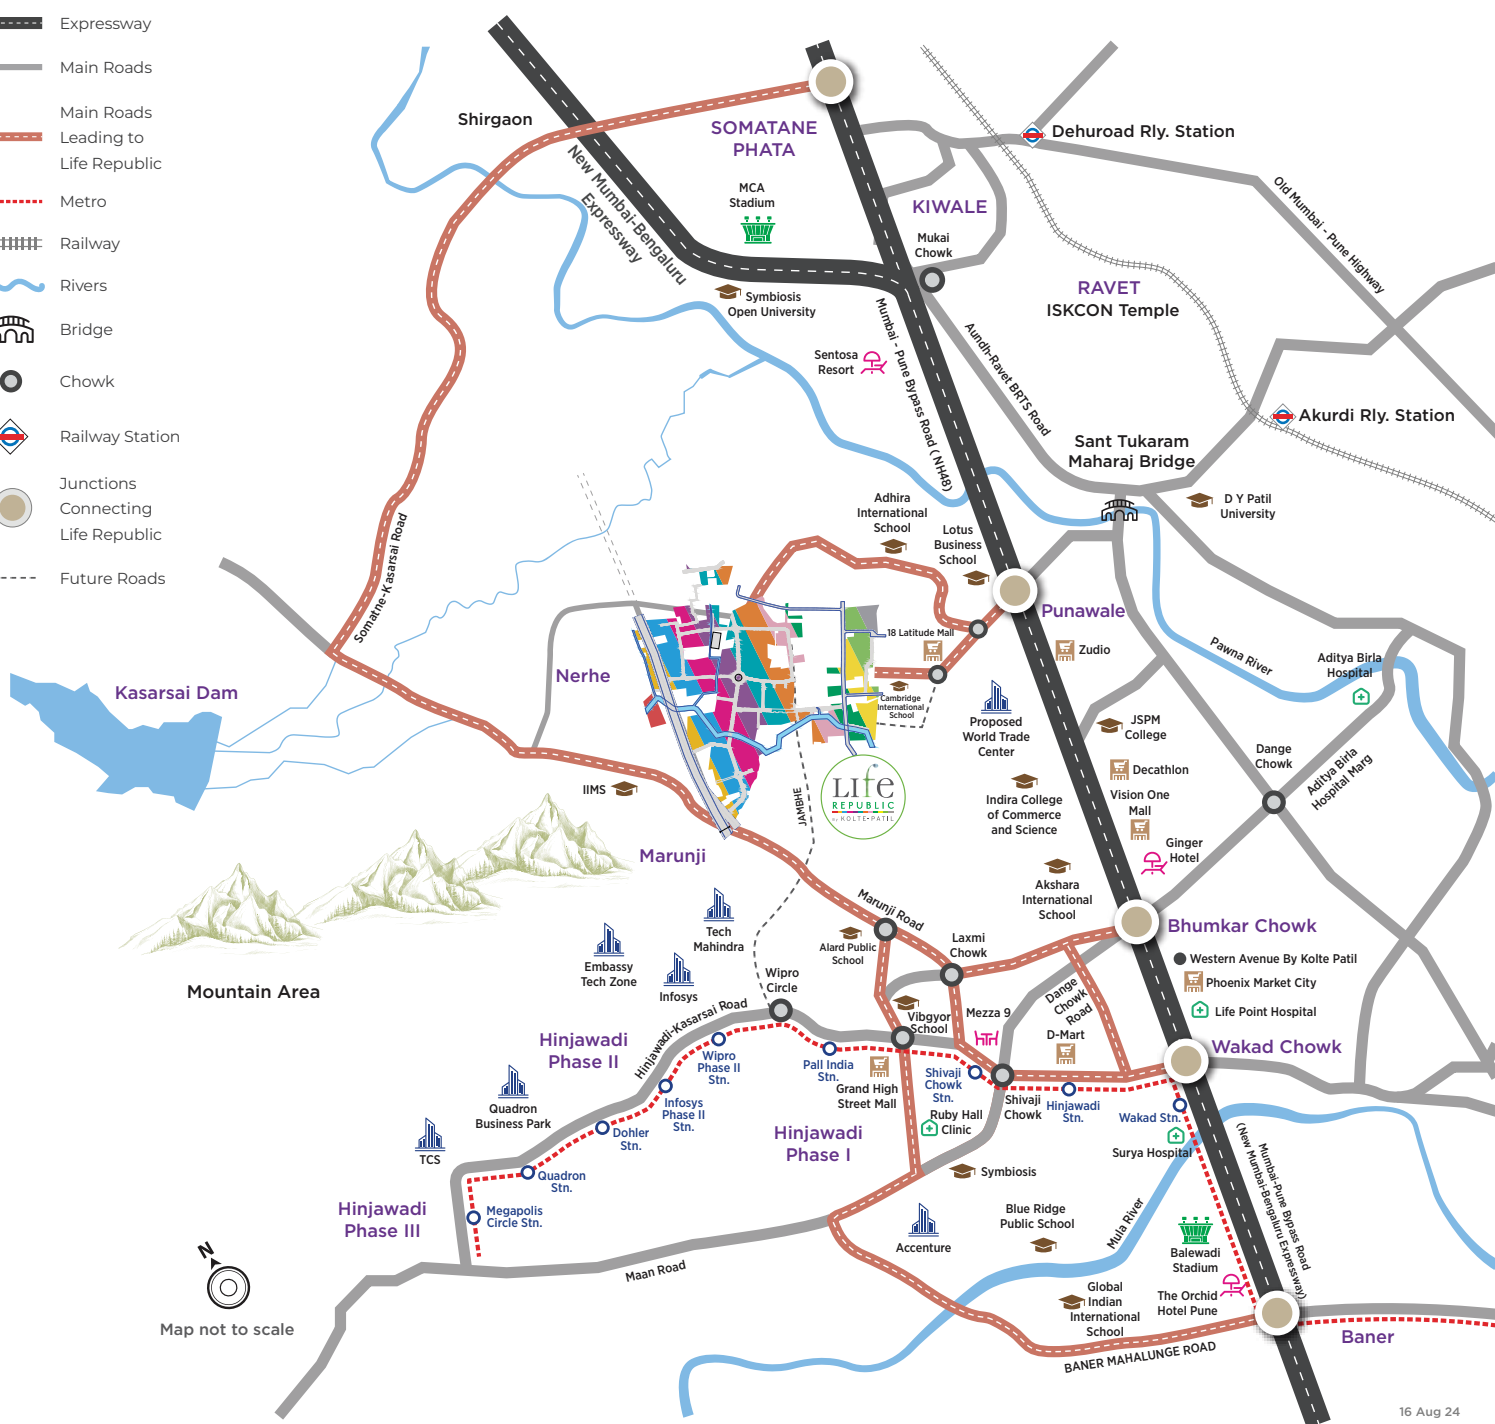 Expressway
Main Roads
Main Roads
Leading to
Life Republic
Metro
Railway
Rivers
Bridge
Chowk
Railway Station
Junctions
Connecting
Life Republic
Future Roads
Shirgaon
SOMATANE
PHATA
Dehuroad Rly. Station
New Mumbai-Bengaluru
Expressway
MCA
Stadium
KIWALE
Mukai
Chowk
Old Mumbai - Pune Highway
RAVET
ISKCON Temple
Symbiosis
Open University
Mumbai - Pune Bypass Road ( NH48)
Aundh-Ravet BRTS Road
Sentosa
Resort
Akurdi Rly. Station
Sant Tukaram
Maharaj Bridge
D Y Patil
University
Adhira
International
School
Lotus
Business
School
Somatne-Kasarsai Road
Punawale
18 Latitude Mall
Zudio
Pawna River
Aditya Birla
Hospital
Nerhe
Kasarsai Dam
Cambridge
International
School
Proposed
World Trade
Center
JSPM
College
Dange
Chowk
Aditya Birla
Hospital Marg
Decathlon
Vision One
Mall
IIMS
JAMBHE
LIfe
REPUBLIC
By KOLTE-PATIL
Indira College
of Commerce
and Science
Ginger
Hotel
Marunji
Akshara
International
School
Marunji Road
Tech
Mahindra
Alard Public
School
Laxmi
Chowk
Bhumkar Chowk
Western Avenue By Kolte Patil
Phoenix Market City
Life Point Hospital
Embassy
Tech Zone
Infosys
Wipro
Circle
Mountain Area
Dange
Chowk
Road
Hinjawadi-Kasarsai Road
Vibgyor
School
Mezza 9
D-Mart
Wakad Chowk
Hinjawadi
Phase II
Wipro
Phase II
Stn.
Pall India
Stn.
Grand High
Street Mall
Shivaji
Chowk
Stn.
Shivaji
Chowk
Hinjawadi
Stn.
Wakad Stn.
Quadron
Business Park
Infosys
Phase II
Stn.
Dohler
Stn.
Ruby Hall
Clinic
Hinjawadi
Phase I
Surya Hospital
TCS
Quadron
Stn.
Symbiosis
Mumbai-Pune Bypass Road
(New Mumbai-Bengaluru Expressway)
Hinjawadi
Phase III
Megapolis
Circle Stn.
Blue Ridge
Public School
Mula River
Accenture
Balewadi
Stadium
N
Maan Road
Global
Indian
International
School
The Orchid
Hotel Pune
Map not to scale
Baner
BANER MAHALUNGE ROAD
16 Aug 24